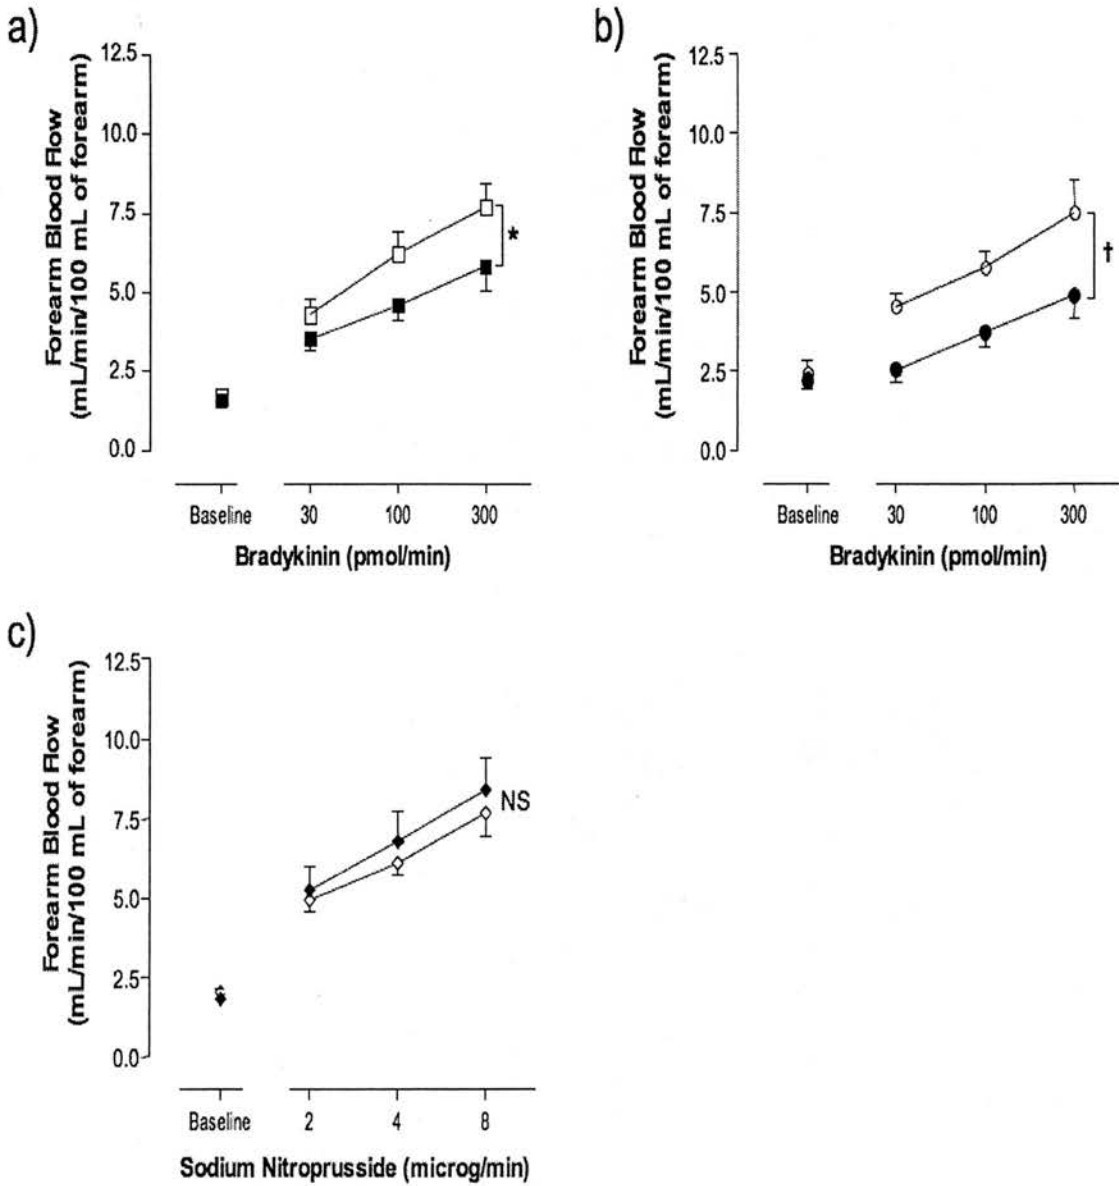 a)
Forearm Blood Flow
(mL/min/100 mL of forearm)
12.5
10.0
7.5
5.0
2.5
0.0
*
Baseline
30
100
300
Bradykinin (pmol/min)
b)
Forearm Blood Flow
(mL/min/100 mL of forearm)
12.5
10.0
7.5
5.0
2.5
0.0
†
Baseline
30
100
300
Bradykinin (pmol/min)
c)
Forearm Blood Flow
(mL/min/100 mL of forearm)
12.5
10.0
7.5
5.0
2.5
0.0
NS
Baseline
2
4
8
Sodium Nitroprusside (microg/min)